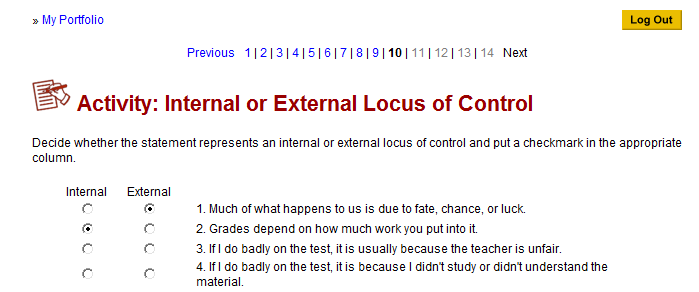 » My Portfolio
Log Out
Previous 1 | 2 | 3 | 4 | 5 | 6 | 7 | 8 | 9 | 10 | 11 | 12 | 13 | 14 Next
Activity: Internal or External Locus of Control
Decide whether the statement represents an internal or external locus of control and put a checkmark in the appropriate
column.
Internal External
1. Much of what happens to us is due to fate, chance, or luck.
2. Grades depend on how much work you put into it.
3. If I do badly on the test, it is usually because the teacher is unfair.
4. If I do badly on the test, it is because I didn't study or didn't understand the
material.